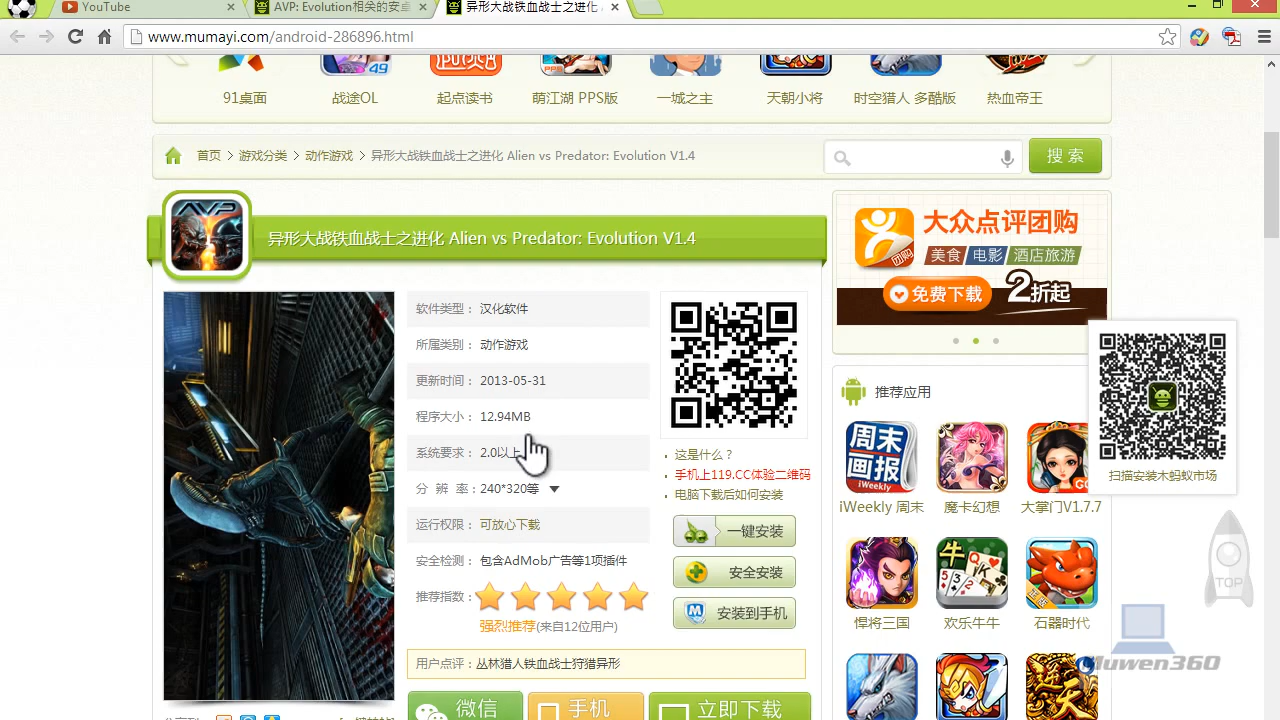 YouTube
AVP: Evolution相关的安卓
异形大战铁血战士之进化
www.mumayi.com/android-286896.html
91桌面
战途OL
起点读书
萌江湖 PPS版
一城之主
天朝小将
时空猎人 多酷版
热血帝王
首页 > 游戏分类 > 动作游戏 > 异形大战铁血战士之进化 Alien vs Predator: Evolution V1.4
搜 索
AVP
异形大战铁血战士之进化 Alien vs Predator: Evolution V1.4
软件类型： 汉化软件
所属类别： 动作游戏
更新时间： 2013-05-31
程序大小： 12.94MB
系统要求： 2.0以上
分 辨 率： 240*320等
运行权限： 可放心下载
安全检测： 包含AdMob广告等1项插件
推荐指数：
强烈推荐(来自12位用户)
用户点评：丛林猎人铁血战士狩猎异形
微信
手机
立即下载
这是什么？
手机上119.CC体验二维码
电脑下载后如何安装
一键安装
安全安装
安装到手机
大众点评团购
团购
美食 电影 酒店旅游
免费下载
2折起
推荐应用
周末画报
iWeekly
iWeekly 周末
魔卡幻想
大掌门V1.7.7
悍将三国
欢乐牛牛
石器时代
扫描安装木蚂蚁市场
TOP
Muwen360